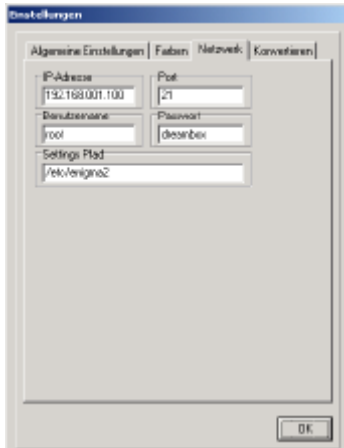 Einstellungen
Algemeine Einstellungen Farben Netzwerk Konvertieren
IP-Adresse Port
192.168.001.100 21
Benutzername Passwort
root dreambox
Settings Pfad
/etc/enigma2
OK